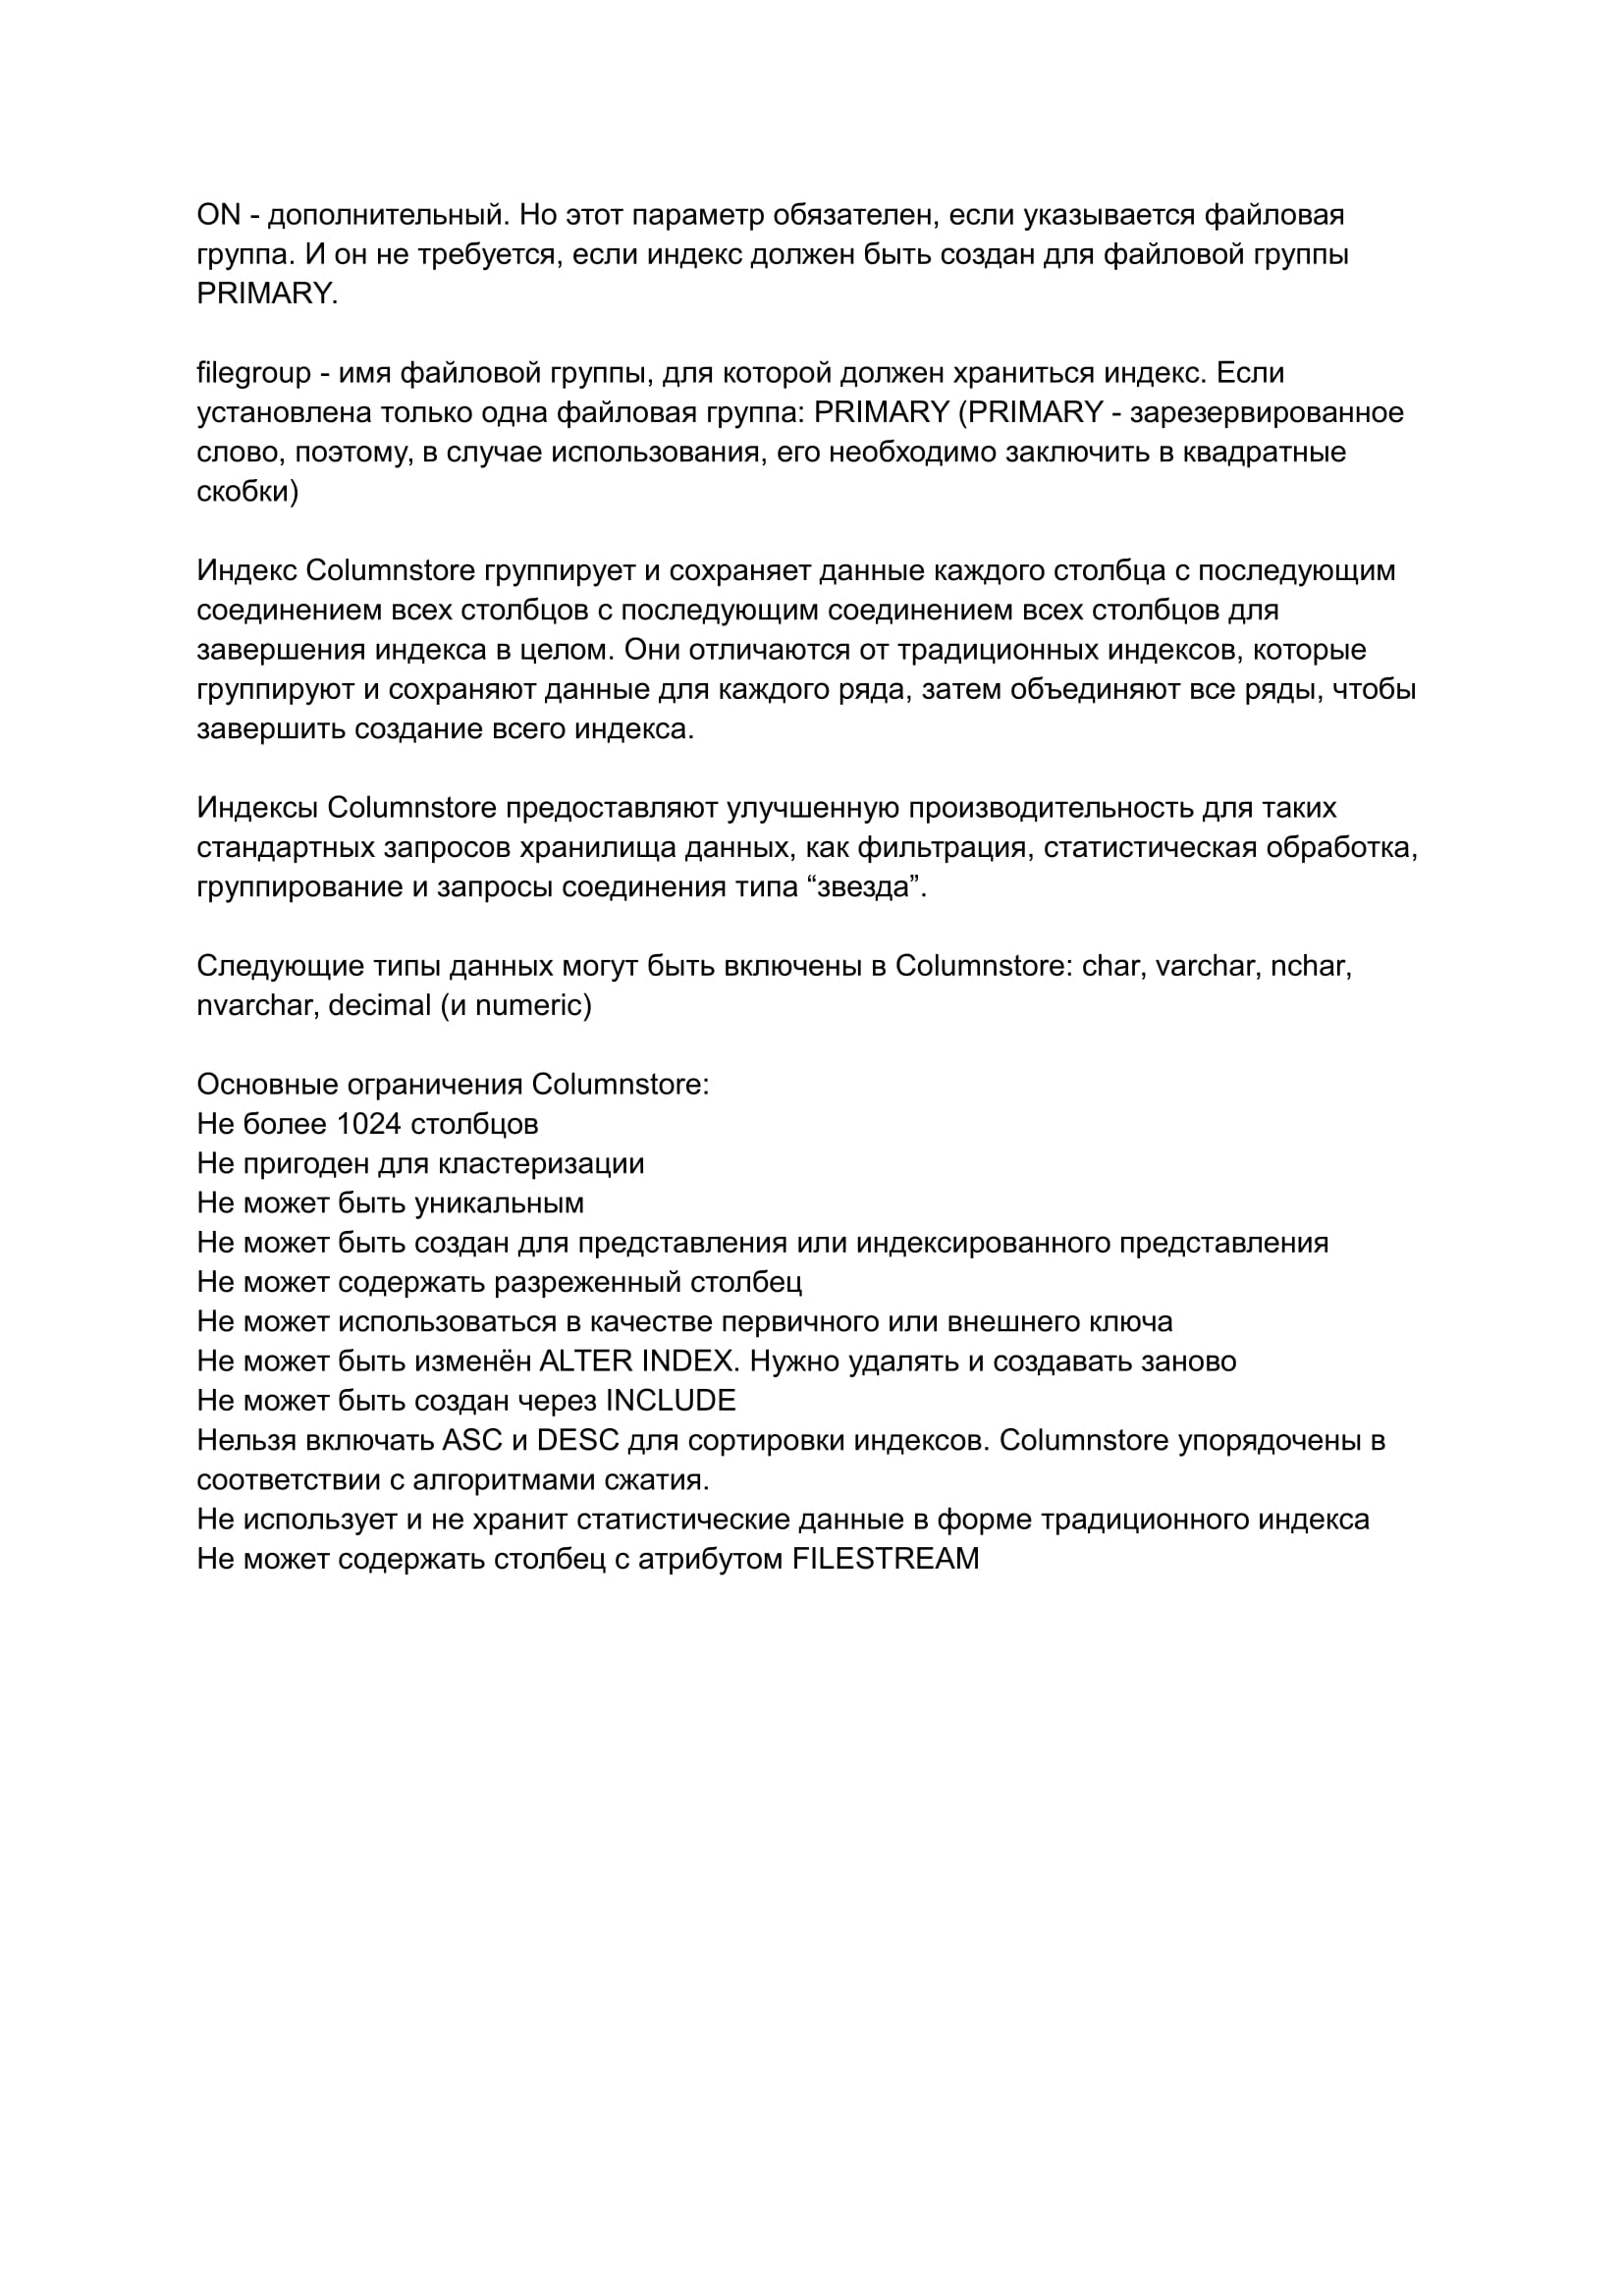 ON - дополнительный. Но этот параметр обязателен, если указывается файловая
группа. И он не требуется, если индекс должен быть создан для файловой группы
PRIMARY.
filegroup - имя файловой группы, для которой должен храниться индекс. Если
установлена только одна файловая группа: PRIMARY (PRIMARY - зарезервированное
слово, поэтому, в случае использования, его необходимо заключить в квадратные
скобки)
Индекс Columnstore группирует и сохраняет данные каждого столбца с последующим
соединением всех столбцов с последующим соединением всех столбцов для
завершения индекса в целом. Они отличаются от традиционных индексов, которые
группируют и сохраняют данные для каждого ряда, затем объединяют все ряды, чтобы
завершить создание всего индекса.
Индексы Columnstore предоставляют улучшенную производительность для таких
стандартных запросов хранилища данных, как фильтрация, статистическая обработка,
группирование и запросы соединения типа “звезда”.
Следующие типы данных могут быть включены в Columnstore: char, varchar, nchar,
nvarchar, decimal (и numeric)
Основные ограничения Columnstore:
Не более 1024 столбцов
Не пригоден для кластеризации
Не может быть уникальным
Не может быть создан для представления или индексированного представления
Не может содержать разреженный столбец
Не может использоваться в качестве первичного или внешнего ключа
Не может быть изменён ALTER INDEX. Нужно удалять и создавать заново
Не может быть создан через INCLUDE
Нельзя включать ASC и DESC для сортировки индексов. Columnstore упорядочены в
соответствии с алгоритмами сжатия.
Не использует и не хранит статистические данные в форме традиционного индекса
Не может содержать столбец с атрибутом FILESTREAM